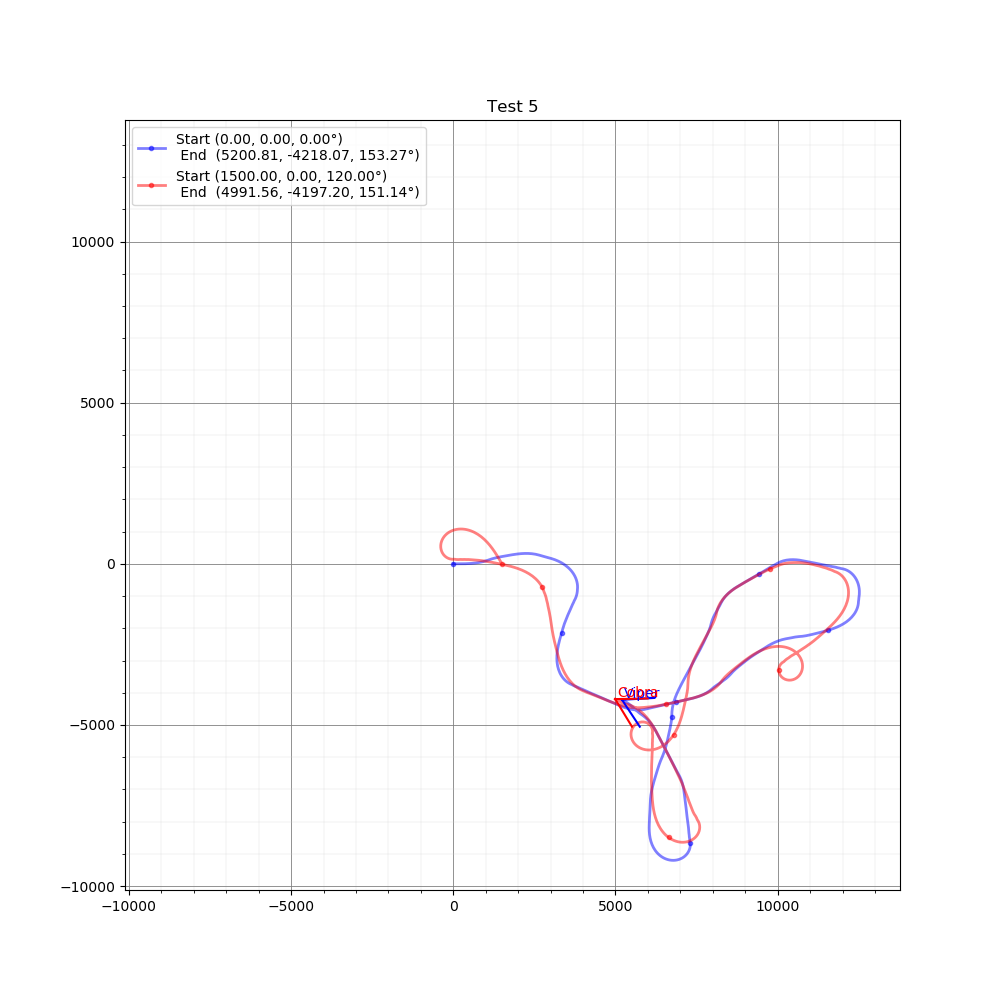 Test 5
Start (0.00, 0.00, 0.00°)
End (5200.81, -4218.07, 153.27°)
Start (1500.00, 0.00, 120.00°)
End (4991.56, -4197.20, 151.14°)
10000
5000
0
Cobra
Viper
−5000
−10000
−10000 −5000 0 5000 10000